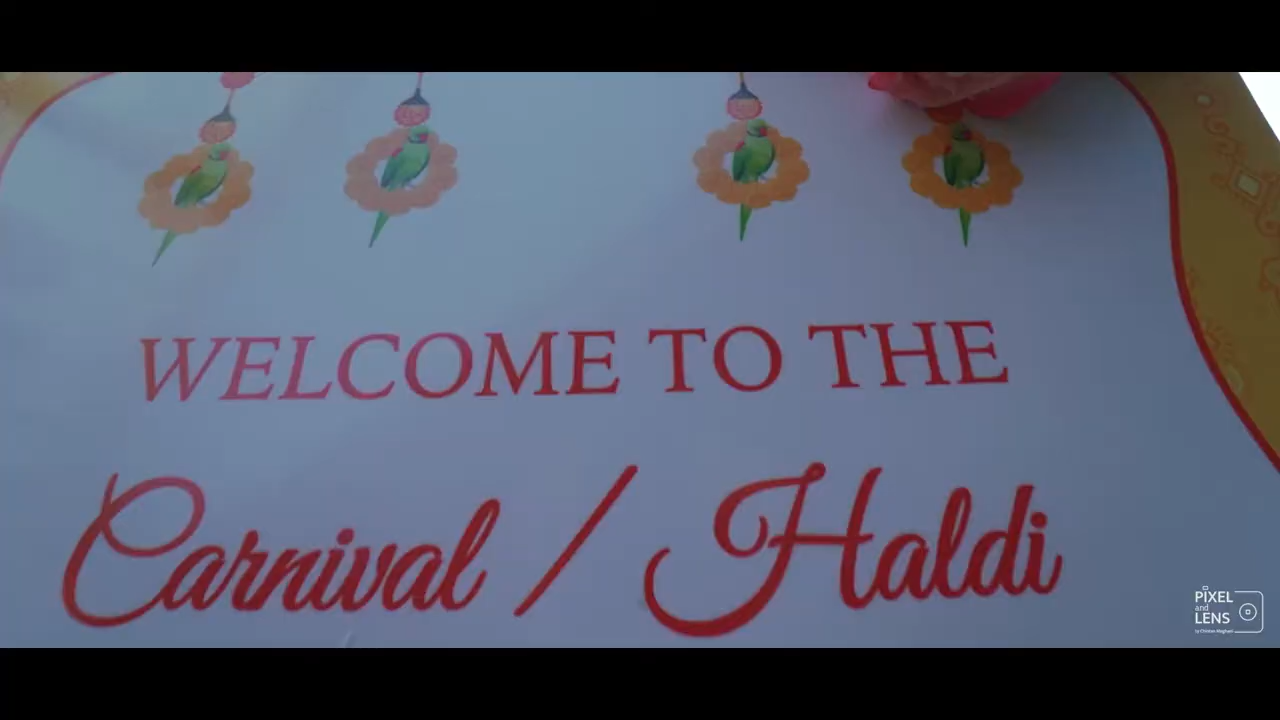 WELCOME TO THE
Carnival / Haldi
PIXEL
and
LENS